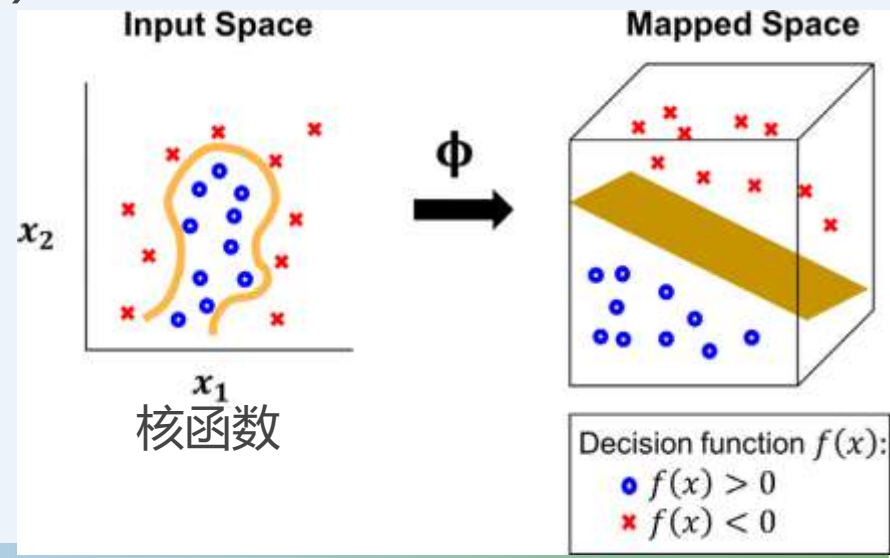 Input Space
Mapped Space
ϕ
x₂
x₁
核函数
Decision function f(x):
f(x) > 0
f(x) < 0